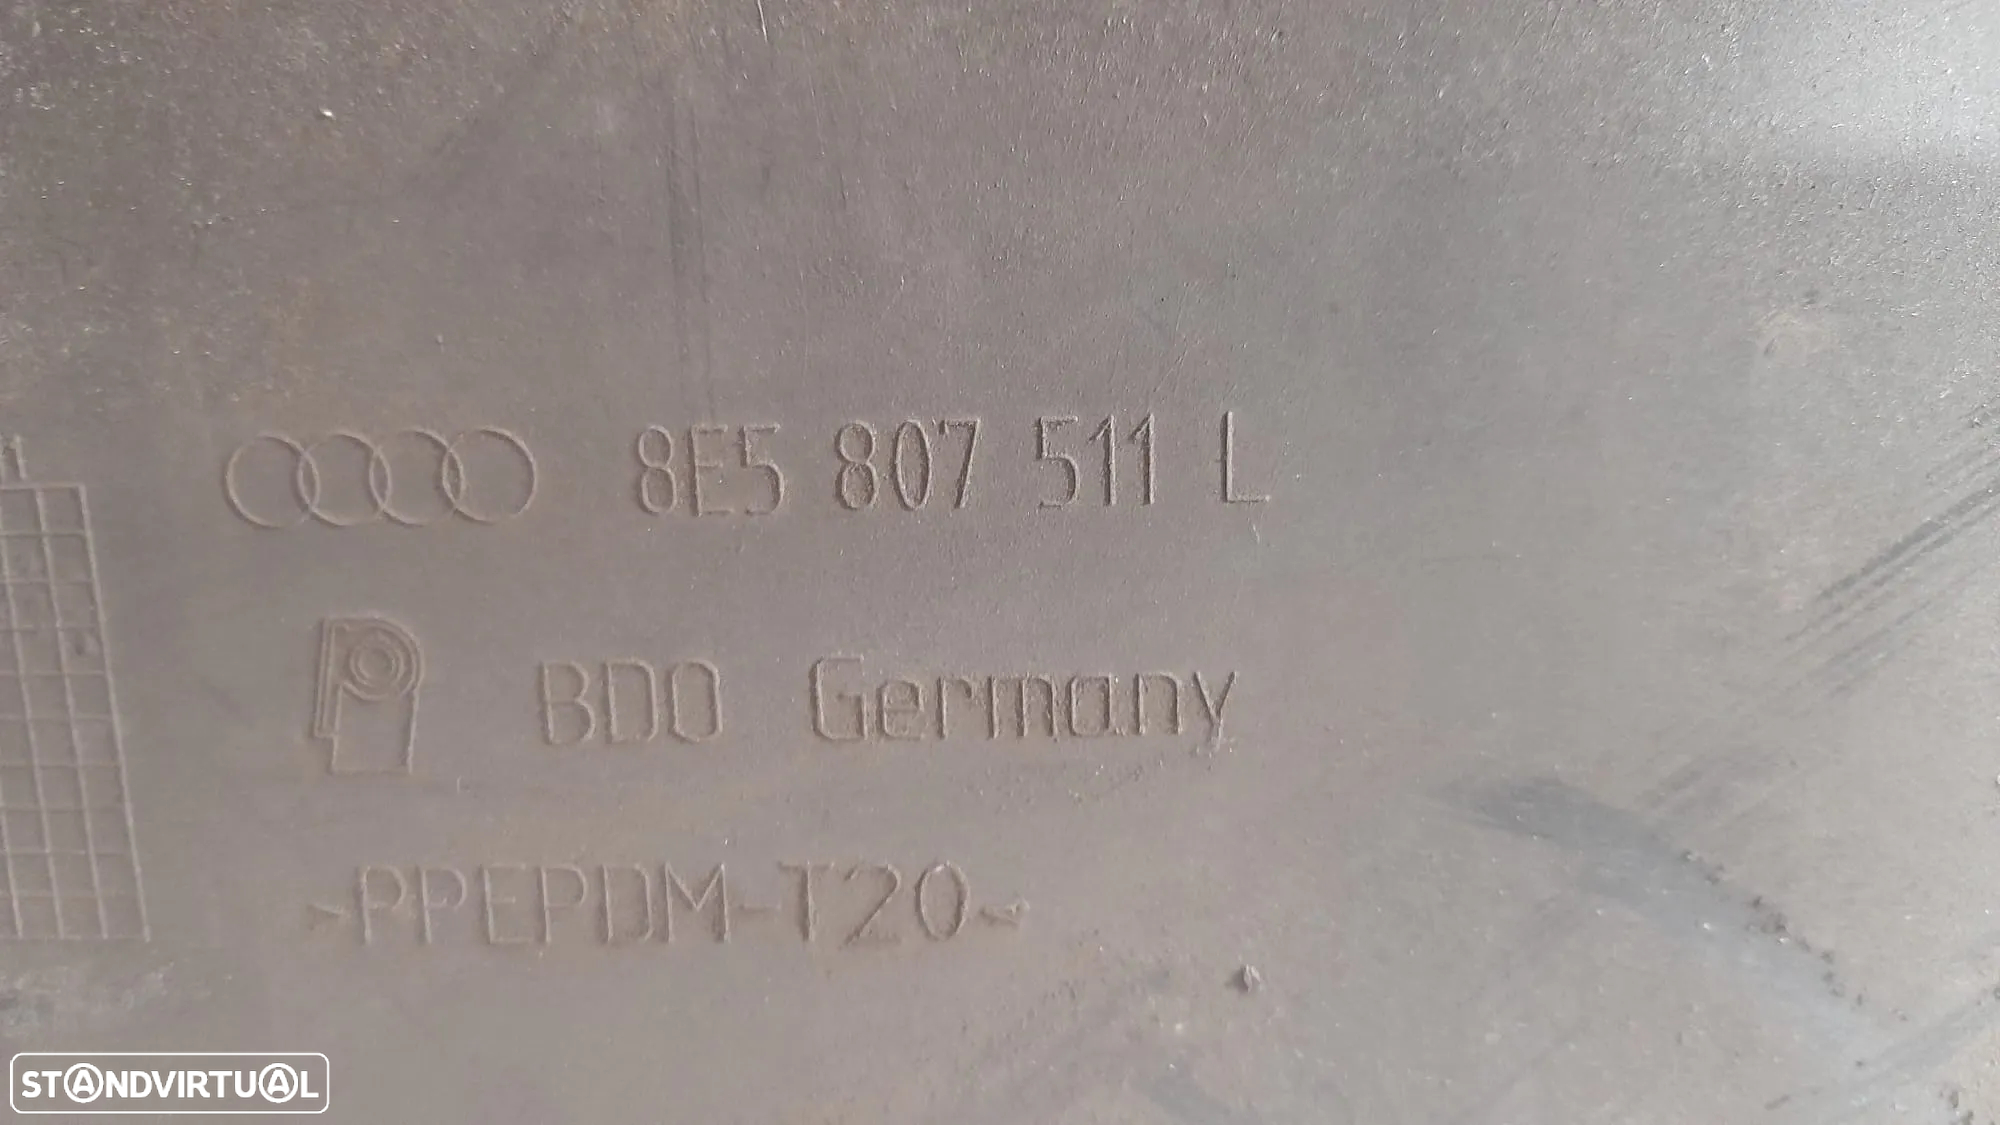 8E5 807 511 L
BDO Germany
>PPEPDM-T20<
STANDVIRTUAL